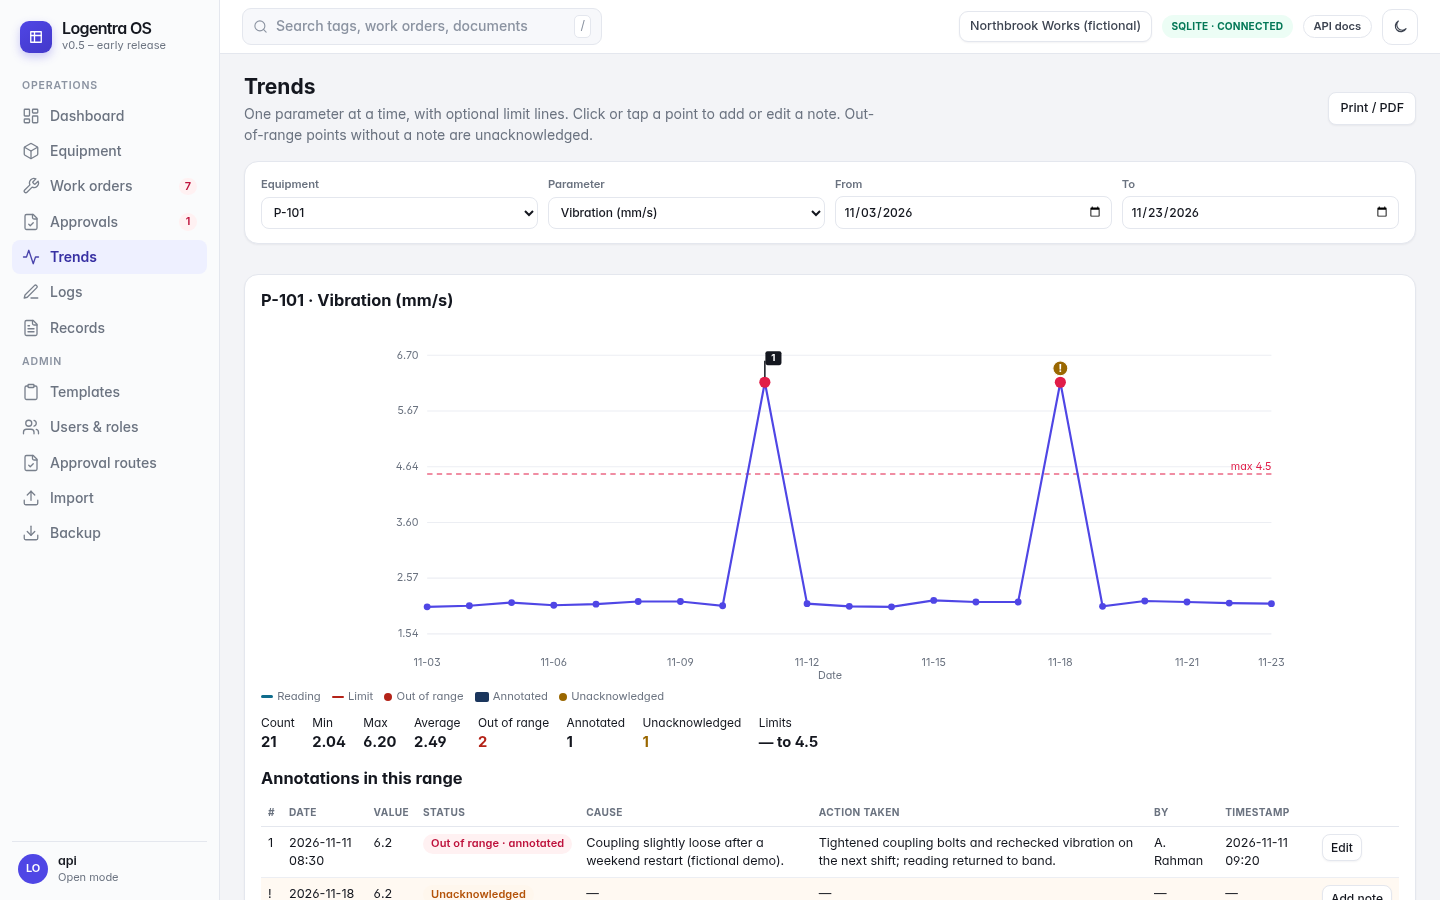 Logentra OS
v0.5 – early release
OPERATIONS
Dashboard
Equipment
Work orders 7
Approvals 1
Trends
Logs
Records
ADMIN
Templates
Users & roles
Approval routes
Import
Backup
LO
api
Open mode
Search tags, work orders, documents /
Northbrook Works (fictional) SQLITE · CONNECTED API docs
Trends
One parameter at a time, with optional limit lines. Click or tap a point to add or edit a note. Out-
of-range points without a note are unacknowledged.
Print / PDF
Equipment Parameter From To
P-101 Vibration (mm/s) 11/03/2026 11/23/2026
P-101 · Vibration (mm/s)
6.70
5.67
4.64
3.60
2.57
1.54
1
!
max 4.5
11-03 11-06 11-09 11-12 11-15 11-18 11-21 11-23
Date
Reading Limit Out of range Annotated Unacknowledged
Count Min Max Average Out of range Annotated Unacknowledged Limits
21 2.04 6.20 2.49 2 1 1 — to 4.5
Annotations in this range
# DATE VALUE STATUS CAUSE ACTION TAKEN BY TIMESTAMP
1 2026-11-11 6.2 Out of range · annotated Coupling slightly loose after a Tightened coupling bolts and rechecked vibration on A. 2026-11-11 Edit
08:30 weekend restart (fictional demo). the next shift; reading returned to band. Rahman 09:20
! 2026-11-18 6.2 Unacknowledged — — — — Add note